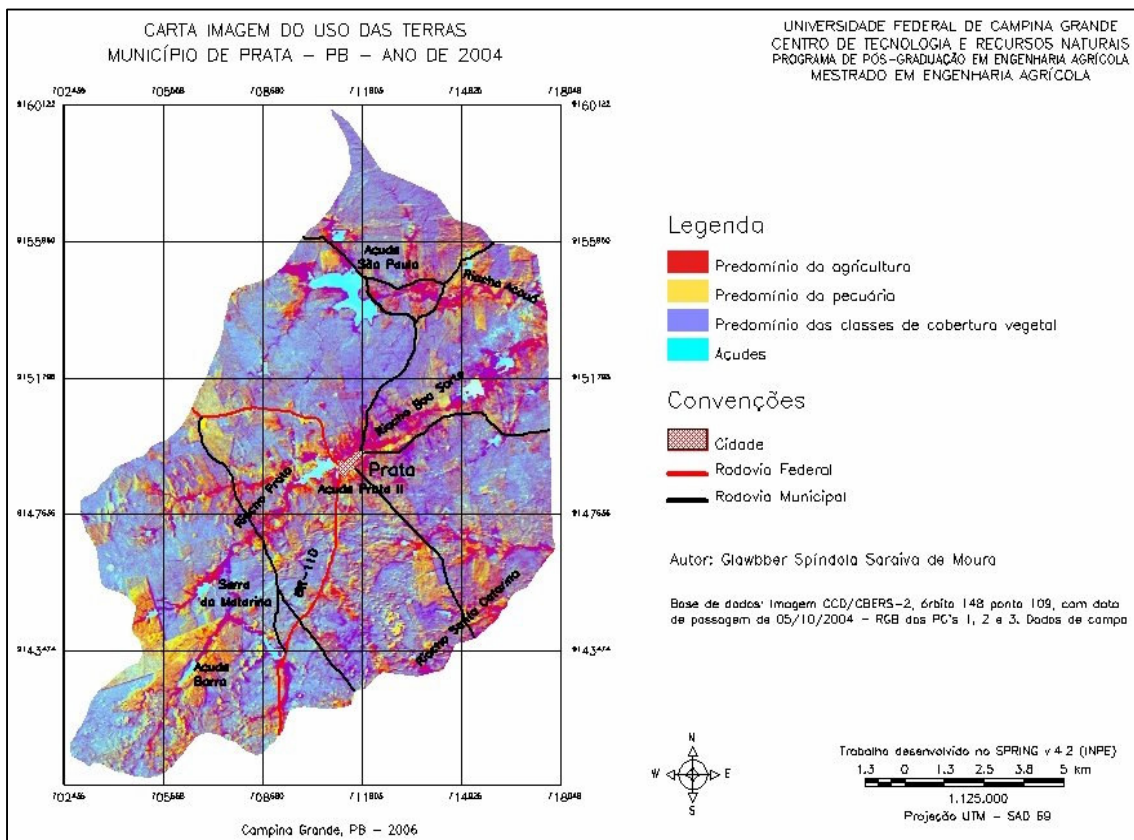 CARTA IMAGEM DO USO DAS TERRAS
MUNICÍPIO DE PRATA – PB – ANO DE 2004
UNIVERSIDADE FEDERAL DE CAMPINA GRANDE
CENTRO DE TECNOLOGIA E RECURSOS NATURAIS
PROGRAMA DE PÓS-GRADUAÇÃO EM ENGENHARIA AGRÍCOLA
MESTRADO EM ENGENHARIA AGRÍCOLA
Açude
São Paulo
Riacho Acauã
Riacho Boa Sorte
Prata
Açude Prata II
Riacho Prata
BR-110
Serra
da Matarina
Riacho Santa Catarina
Açude
Barra
Legenda
Predomínio da agricultura
Predomínio da pecuária
Predomínio das classes de cobertura vegetal
Açudes
Convenções
Cidade
Rodovia Federal
Rodovia Municipal
Autor: Glawbber Spíndola Saraiva de Moura
Base de dados: Imagem CCD/CBERS-2, órbita 148 ponto 109, com data
de passagem de 05/10/2004 – RGB das PC's 1, 2 e 3. Dados de campo
N
W E
S
Trabalho desenvolvido no SPRING v 4.2 (INPE)
1.3 0 1.3 2.5 3.8 5 km
1:125.000
Projeção UTM – SAD 69
Campina Grande, PB – 2006